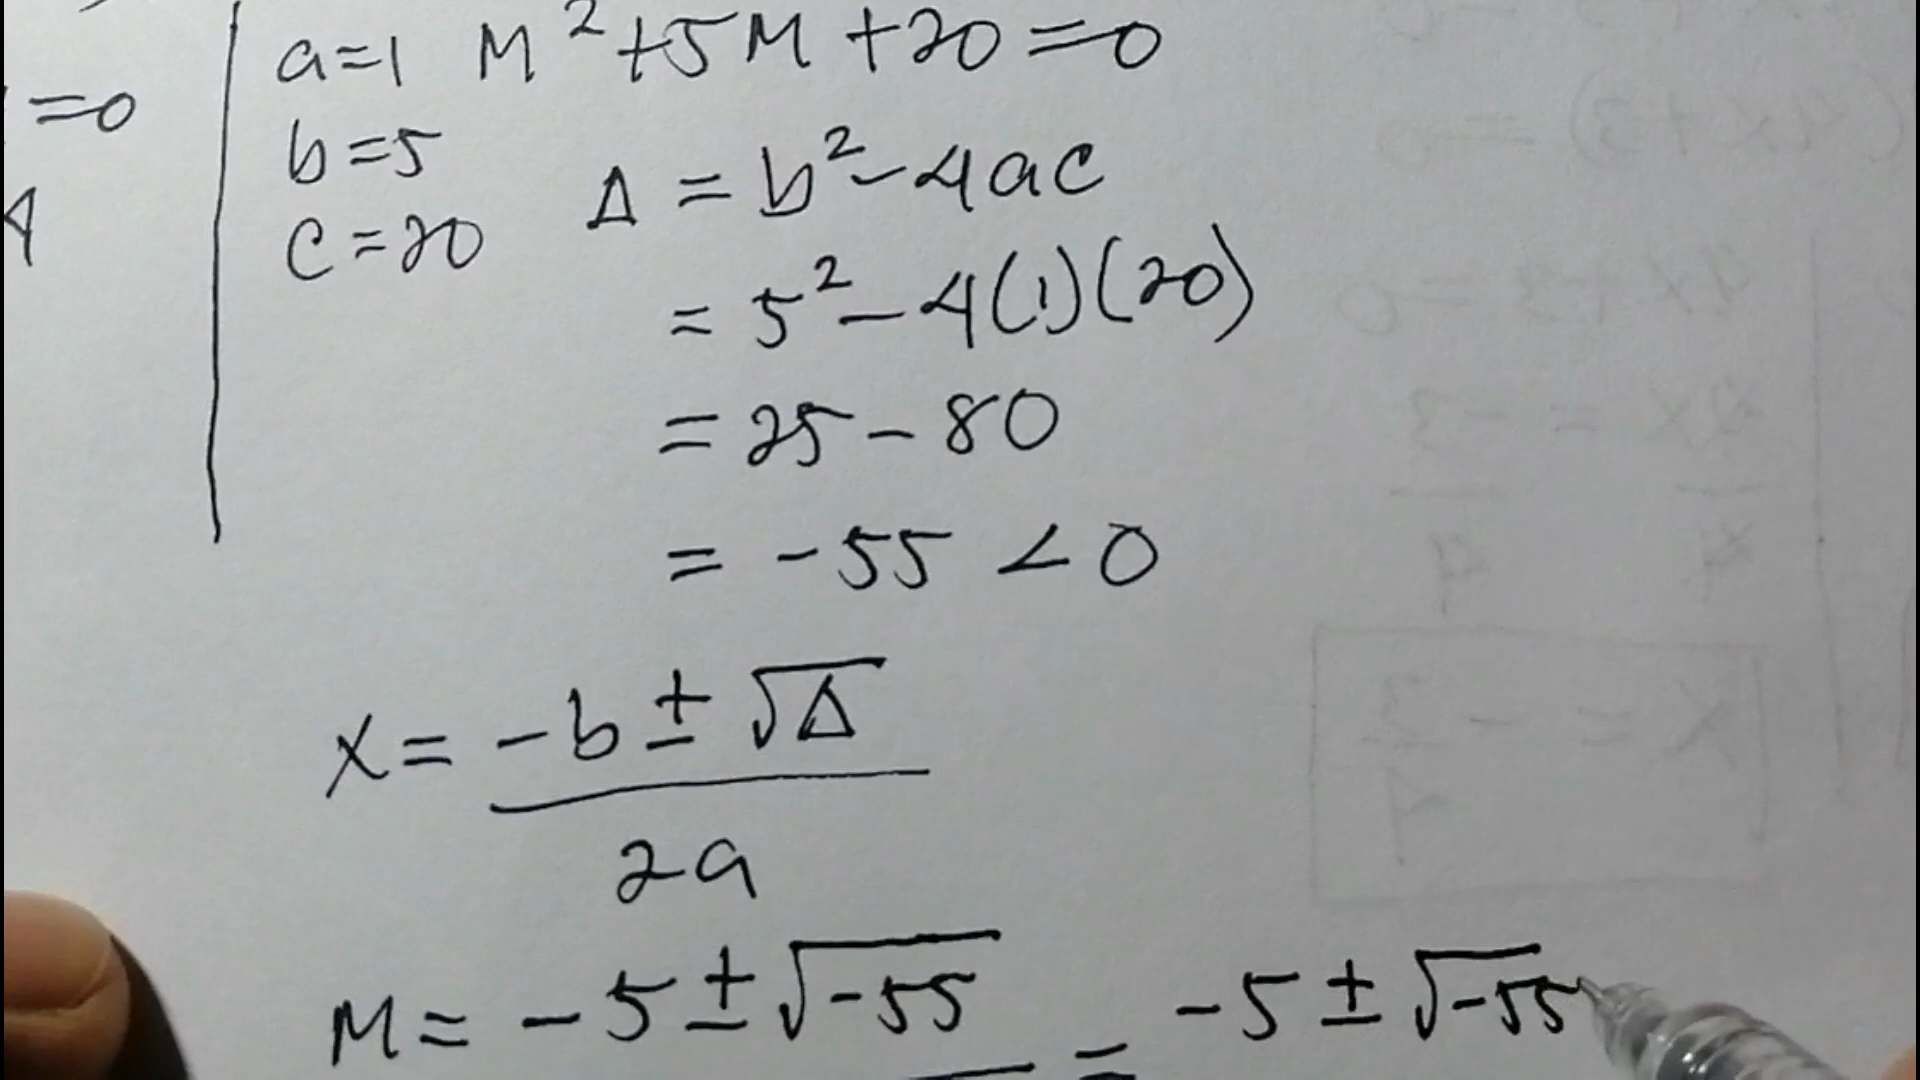 =0
4
a=1 M²+5M+20=0
b=5
c=20
Δ = b²-4ac
= 5²-4(1)(20)
= 25-80
= -55 < 0
x= -b ± √Δ
2a
M= -5 ± √-55 = -5 ± √-55